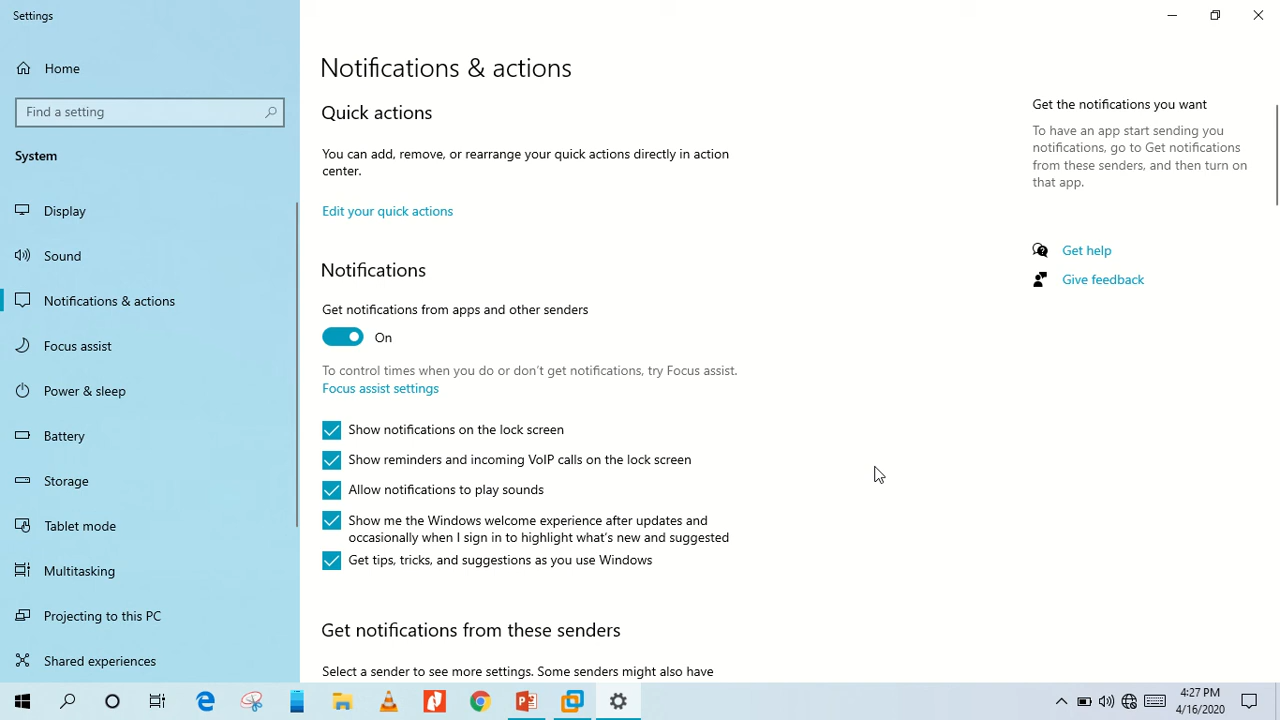 Settings
Home
Find a setting
System
Display
Sound
Notifications & actions
Focus assist
Power & sleep
Battery
Storage
Tablet mode
Multitasking
Projecting to this PC
Shared experiences
Notifications & actions
Quick actions
You can add, remove, or rearrange your quick actions directly in action
center.
Edit your quick actions
Notifications
Get notification from apps and other senders
On
To control times when you do or don't get notifications, try Focus assist.
Focus assist settings
Show notifications on the lock screen
Show reminders and incoming VoIP calls on the lock screen
Allow notifications to play sounds
Show me the Windows welcome experience after updates and
occasionally when I sign in to highlight what's new and suggested
Get tips, tricks, and suggestions as you use Windows
Get notifications from these senders
Select a sender to see more settings. Some senders might also have
Get the notifications you want
To have an app start sending you
notifications, go to Get notifications
from these senders, and then turn on
that app.
Get help
Give feedback
4:27 PM
4/16/2020